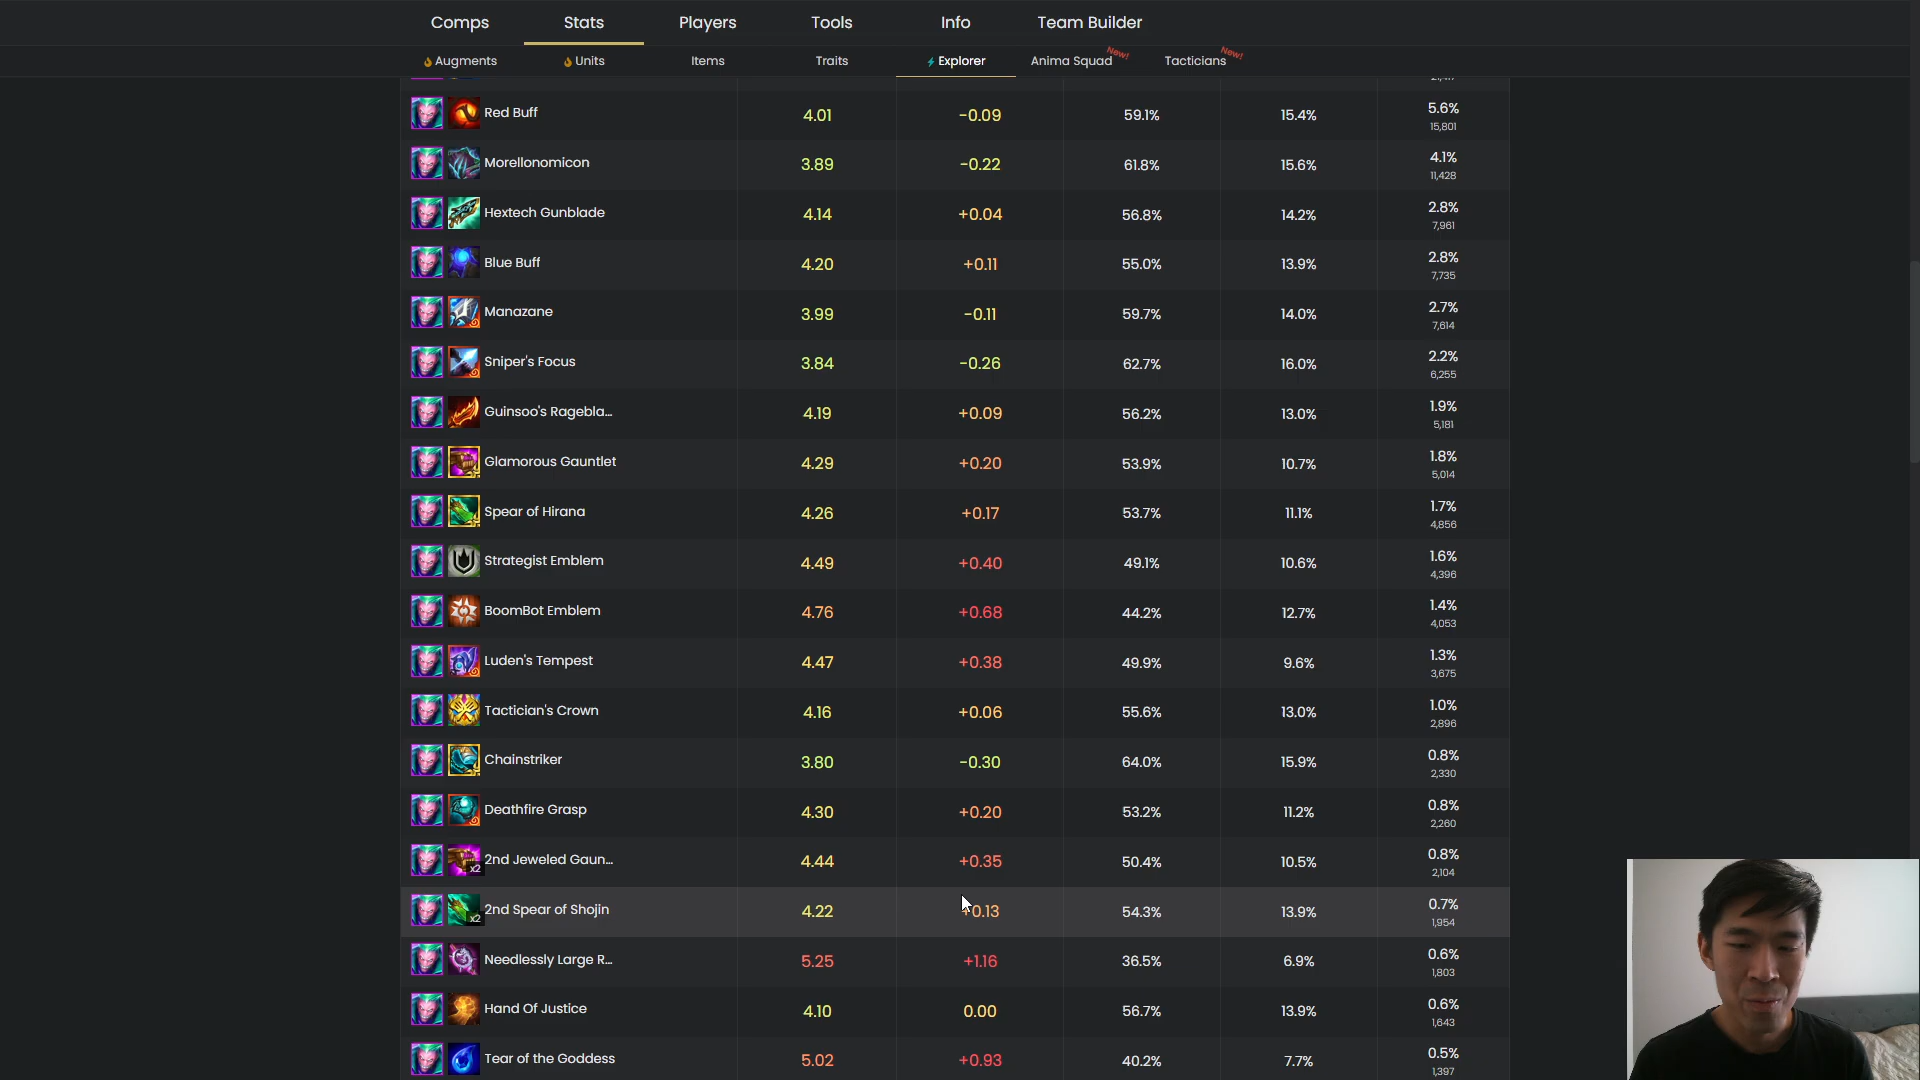 Comps Stats Players Tools Info Team Builder
Augments Units Items Traits Explorer Anima Squad New! Tacticians New!
Red Buff 4.01 -0.09 59.1% 15.4% 5.6%
15,801
Morellonomicon 3.89 -0.22 61.8% 15.6% 4.1%
11,428
Hextech Gunblade 4.14 +0.04 56.8% 14.2% 2.8%
7,961
Blue Buff 4.20 +0.11 55.0% 13.9% 2.8%
7,735
Manazane 3.99 -0.11 59.7% 14.0% 2.7%
7,614
Sniper's Focus 3.84 -0.26 62.7% 16.0% 2.2%
6,255
Guinsoo's Ragebla... 4.19 +0.09 56.2% 13.0% 1.9%
5,181
Glamorous Gauntlet 4.29 +0.20 53.9% 10.7% 1.8%
5,014
Spear of Hirana 4.26 +0.17 53.7% 11.1% 1.7%
4,856
Strategist Emblem 4.49 +0.40 49.1% 10.6% 1.6%
4,396
BoomBot Emblem 4.76 +0.68 44.2% 12.7% 1.4%
4,053
Luden's Tempest 4.47 +0.38 49.9% 9.6% 1.3%
3,675
Tactician's Crown 4.16 +0.06 55.6% 13.0% 1.0%
2,896
Chainstriker 3.80 -0.30 64.0% 15.9% 0.8%
2,330
Deathfire Grasp 4.30 +0.20 53.2% 11.2% 0.8%
2,260
x2 2nd Jeweled Gaun... 4.44 +0.35 50.4% 10.5% 0.8%
2,104
x2 2nd Spear of Shojin 4.22 +0.13 54.3% 13.9% 0.7%
1,954
Needlessly Large R... 5.25 +1.16 36.5% 6.9% 0.6%
1,803
Hand Of Justice 4.10 0.00 56.7% 13.9% 0.6%
1,643
Tear of the Goddess 5.02 +0.93 40.2% 7.7% 0.5%
1,397